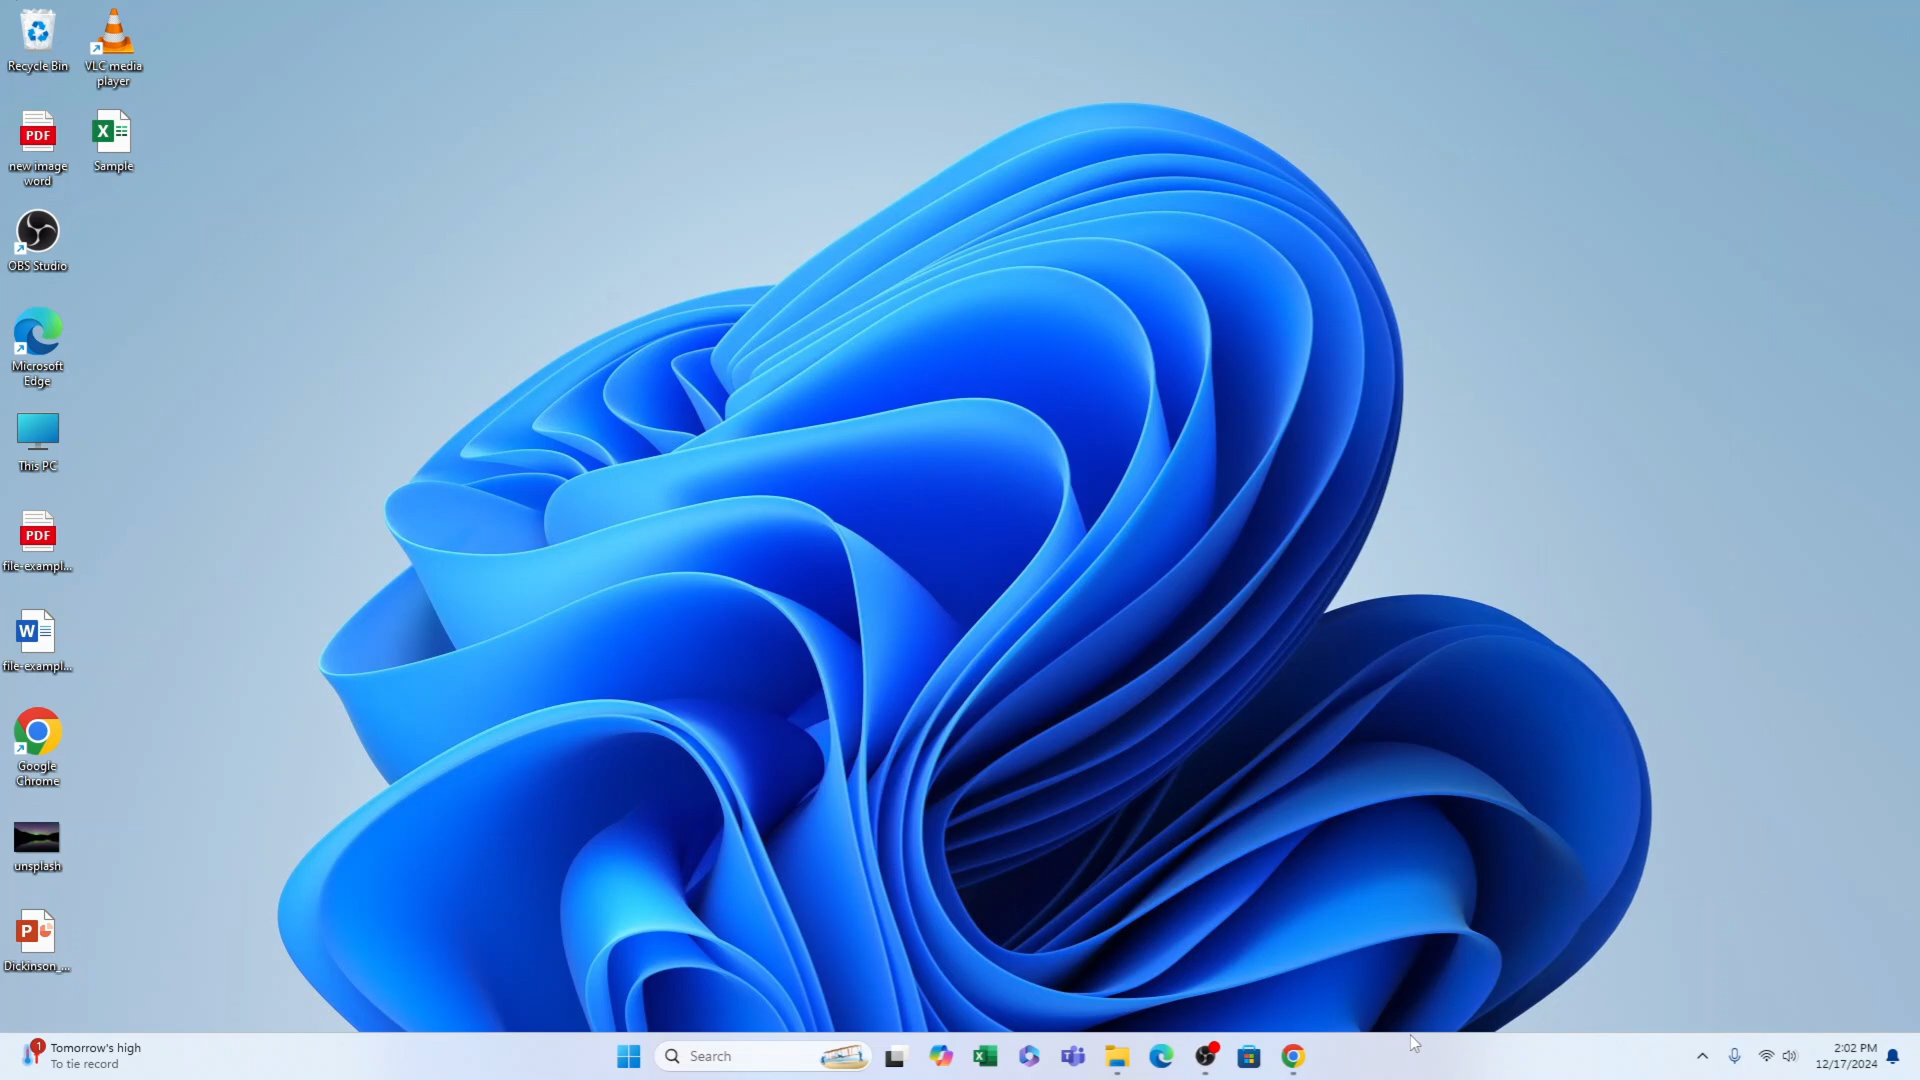 Recycle Bin
VLC media
player
PDF
new image
word
X
Sample
OBS Studio
Microsoft
Edge
This PC
PDF
file-exampl...
W
file-exampl...
Google
Chrome
unsplash
P
Dickinson_...
1
Tomorrow's high
To tie record
Search
2:02 PM
12/17/2024